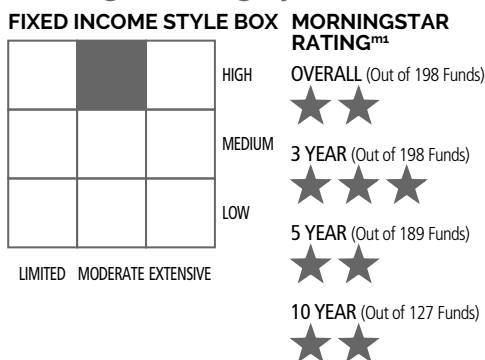 FIXED INCOME STYLE BOX
HIGH
MEDIUM
LOW
LIMITED MODERATE EXTENSIVE
MORNINGSTAR
RATINGm1
OVERALL (Out of 198 Funds)
3 YEAR (Out of 198 Funds)
5 YEAR (Out of 189 Funds)
10 YEAR (Out of 127 Funds)